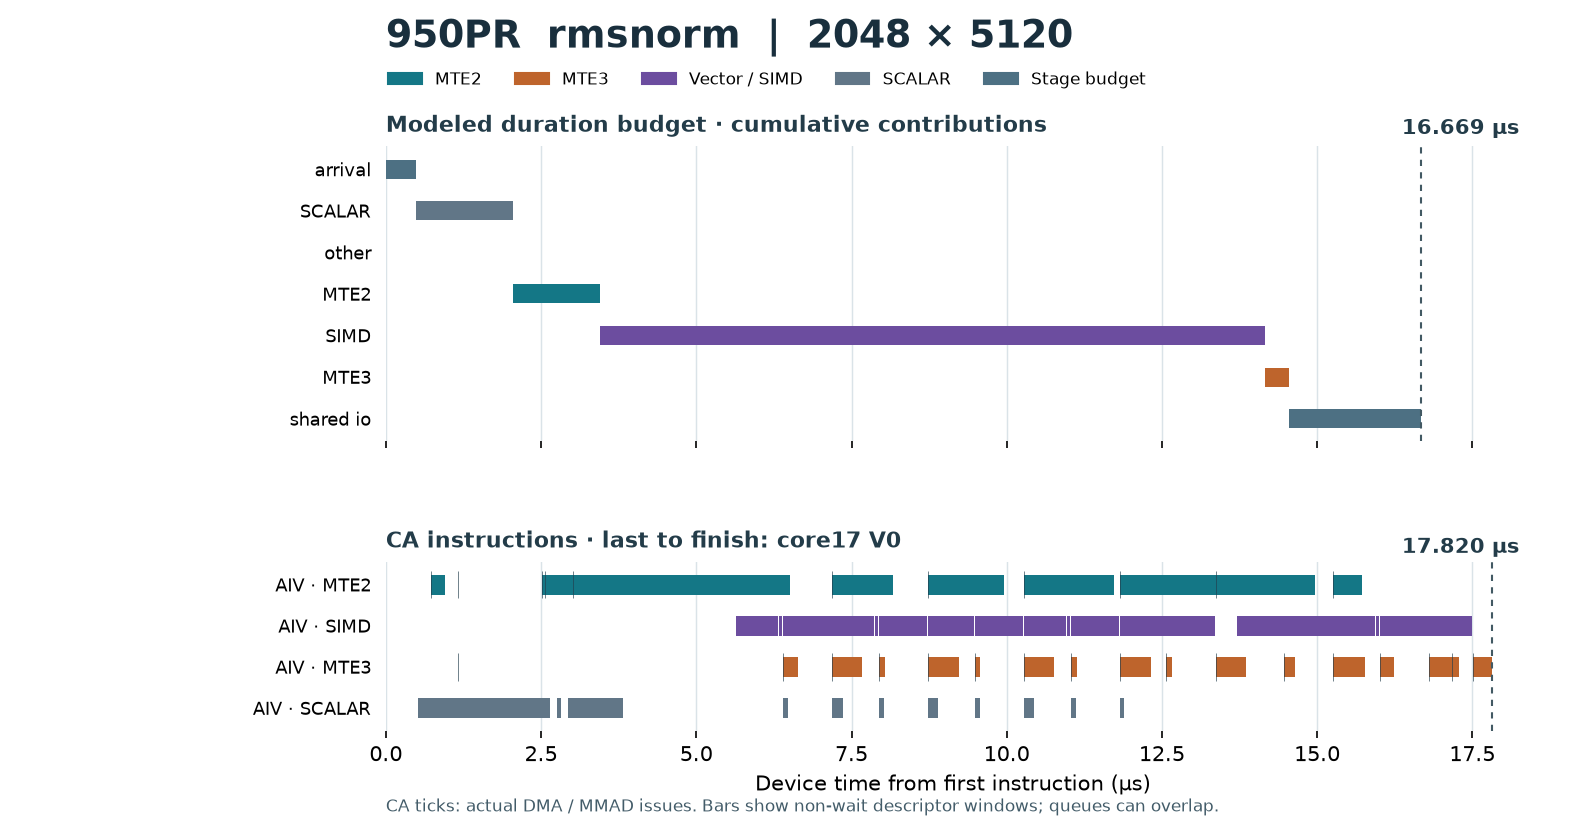 950PR rmsnorm | 2048 × 5120
MTE2 MTE3 Vector / SIMD SCALAR Stage budget
Modeled duration budget · cumulative contributions
16.669 µs
arrival
SCALAR
other
MTE2
SIMD
MTE3
shared io
CA instructions · last to finish: core17 V0
17.820 µs
AIV · MTE2
AIV · SIMD
AIV · MTE3
AIV · SCALAR
0.0 2.5 5.0 7.5 10.0 12.5 15.0 17.5
Device time from first instruction (µs)
CA ticks: actual DMA / MMAD issues. Bars show non-wait descriptor windows; queues can overlap.